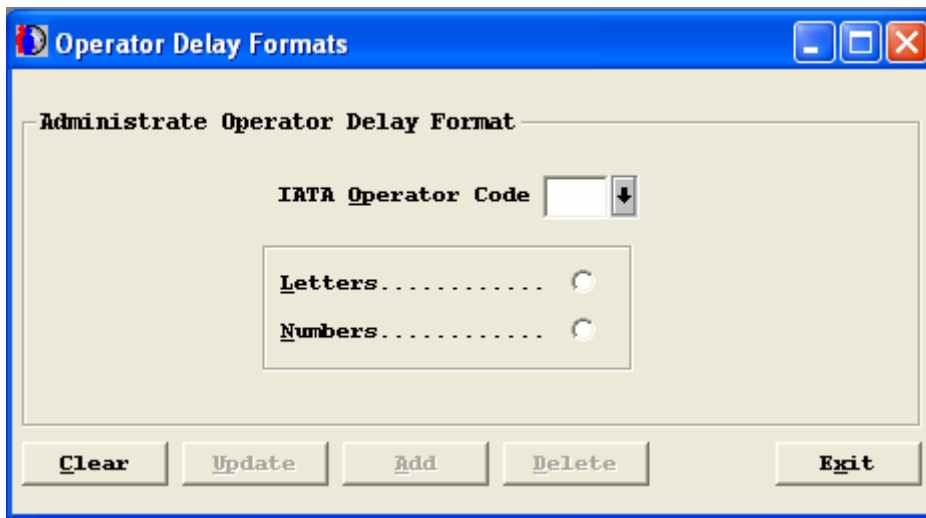 Operator Delay Formats
Administrate Operator Delay Format
IATA Operator Code
Letters............
Numbers............
Clear Update Add Delete Exit